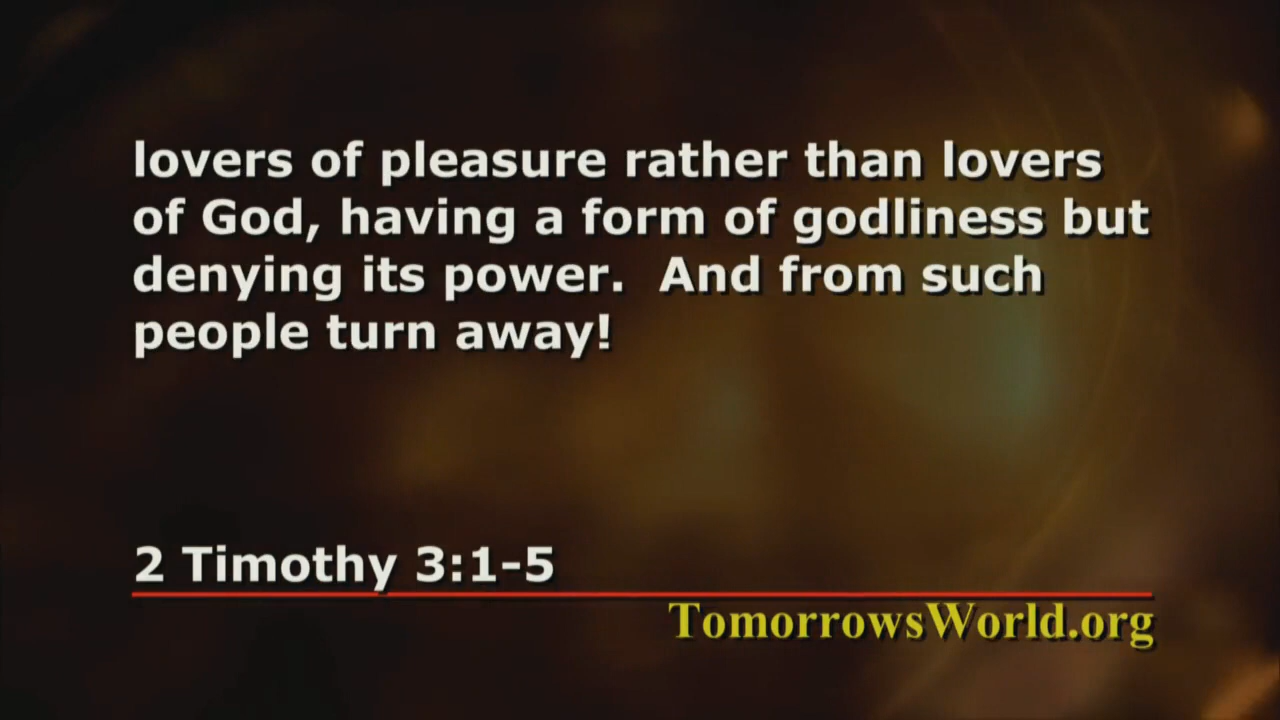 lovers of pleasure rather than lovers
of God, having a form of godliness but
denying its power.  And from such
people turn away!
2 Timothy 3:1-5
TomorrowsWorld.org